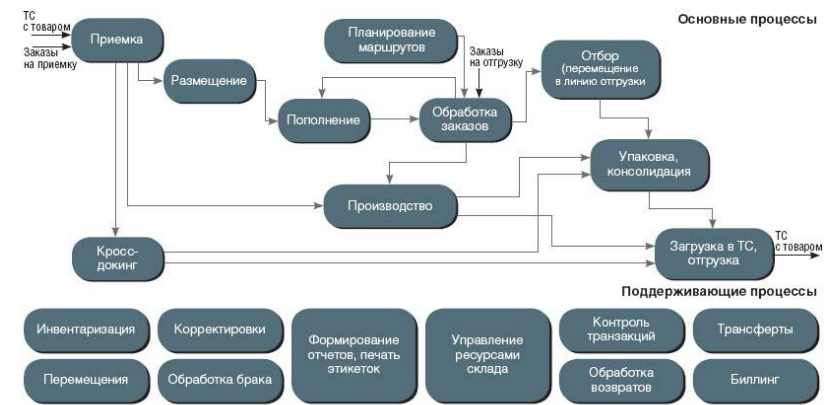 Основные процессы
ТС
с товаром
Заказы
на приемку
Приемка
Размещение
Планирование
маршрутов
Заказы
на отгрузку
Пополнение
Обработка
заказов
Отбор
(перемещение
в линию отгрузки
Упаковка,
консолидация
Производство
Кросс-
докинг
Загрузка в ТС,
отгрузка
ТС
с товаром
Поддерживающие процессы
Инвентаризация
Корректировки
Формирование
отчетов, печать
этикеток
Управление
ресурсами
склада
Контроль
транзакций
Трансферты
Перемещения
Обработка брака
Обработка
возвратов
Биллинг